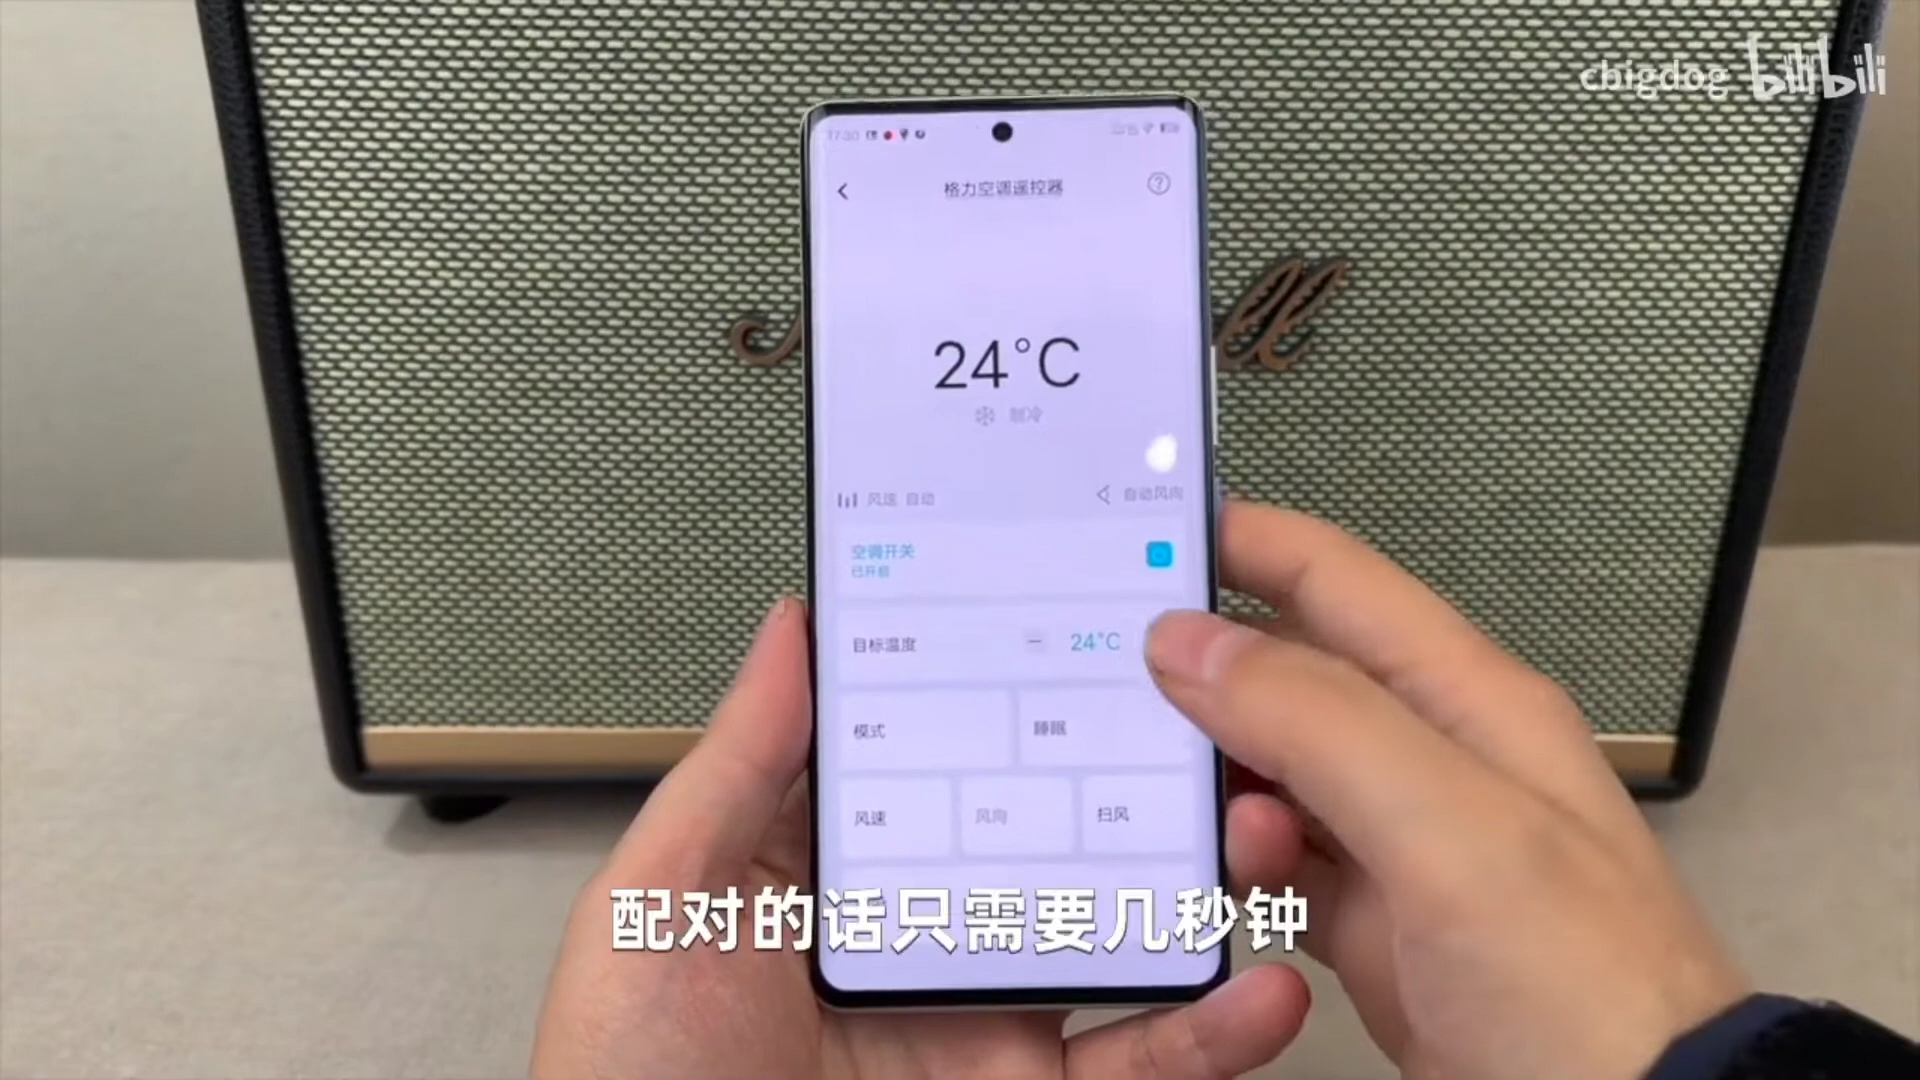 cbigdog bilibili
17:30
格力空调遥控器
24°C
制冷
风速 自动
自动风向
空调开关
已开启
目标温度
24°C
模式
睡眠
风速
风向
扫风
配对的话只需要几秒钟